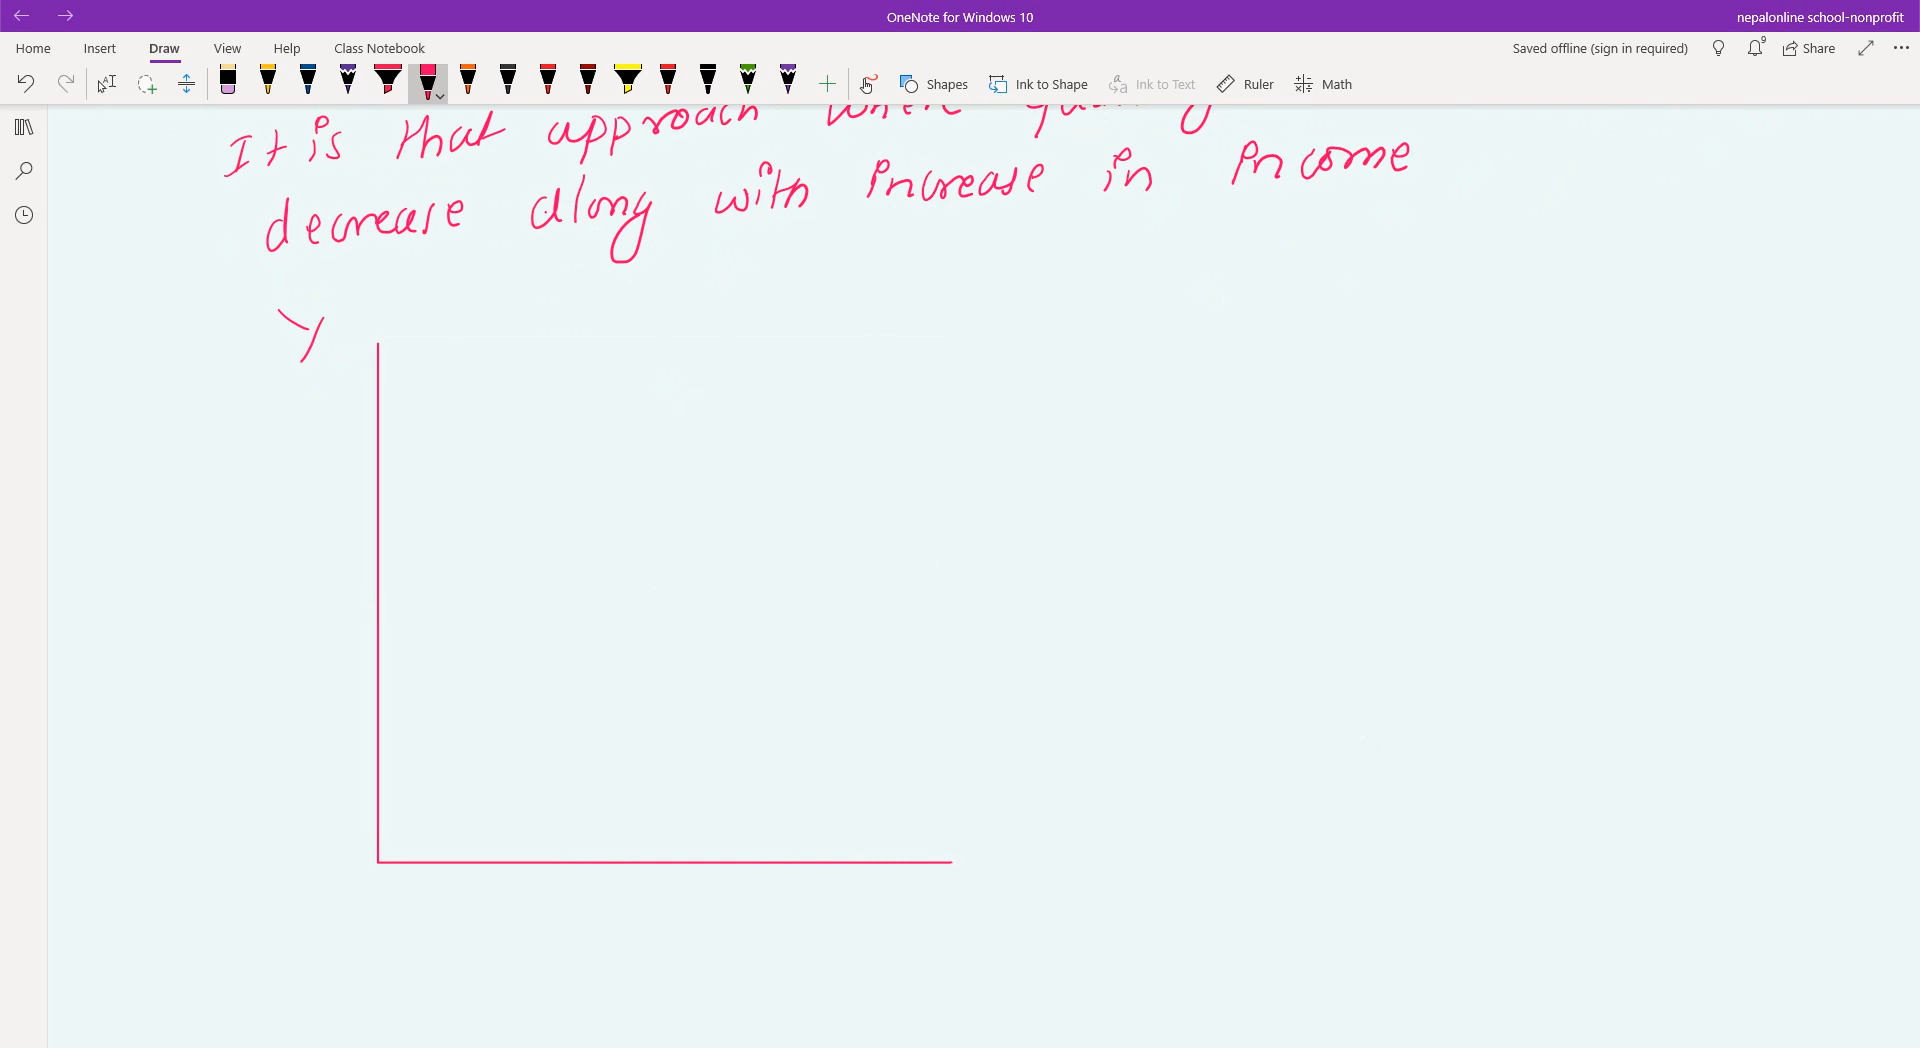 OneNote for Windows 10
nepalonline school-nonprofit
Home Insert Draw View Help Class Notebook
Saved offline (sign in required) 9 Share
Shapes Ink to Shape Ink to Text Ruler Math
It is that approach where
decrease along with increase in income
Y